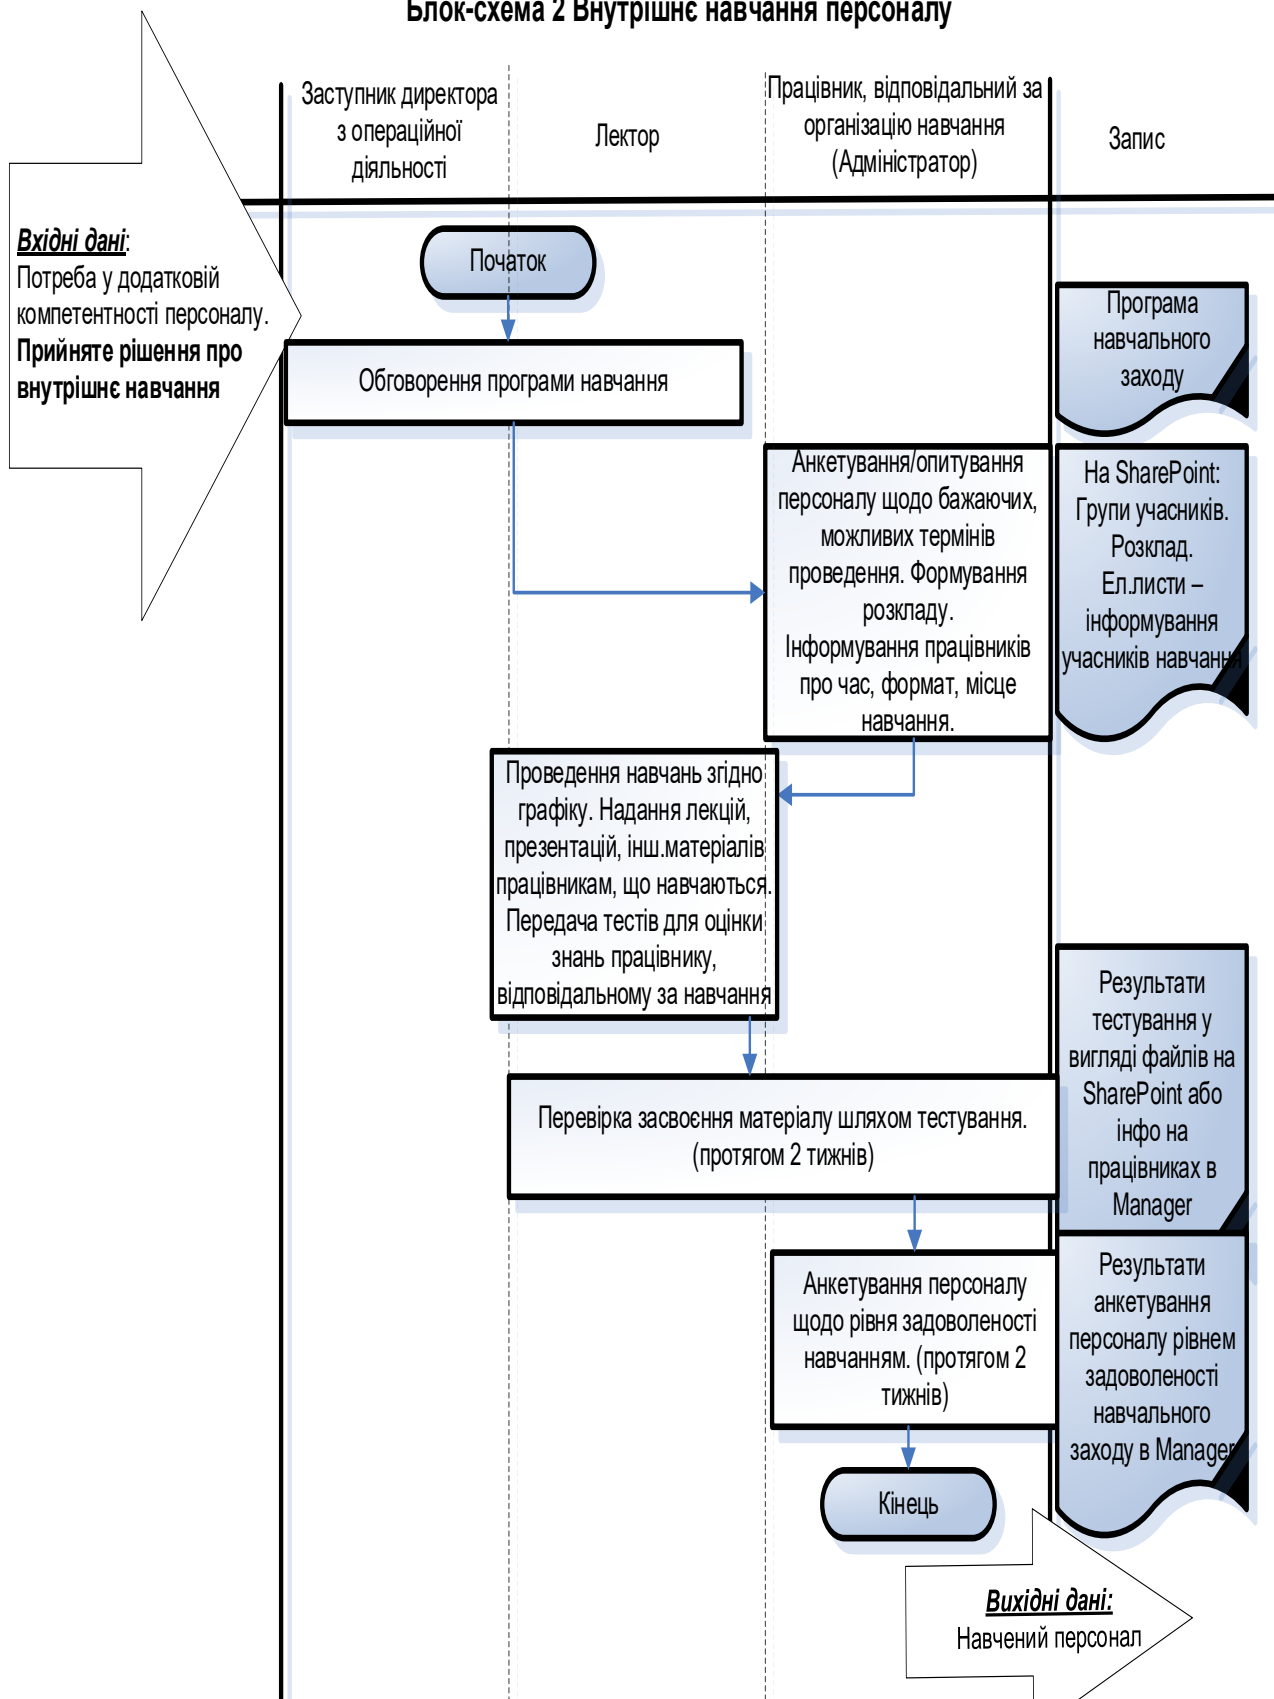 Блок-схема 2 Внутрішнє навчання персоналу
Заступник директора
з операційної
діяльності
Лектор
Працівник, відповідальний за
організацію навчання
(Адміністратор)
Запис
Вхідні дані:
Потреба у додатковій
компетентності персоналу.
Прийняте рішення про
внутрішнє навчання
Початок
Обговорення програми навчання
Програма
навчального
заходу
Анкетування/опитування
персоналу щодо бажаючих,
можливих термінів
проведення. Формування
розкладу.
Інформування працівників
про час, формат, місце
навчання.
На SharePoint:
Групи учасників.
Розклад.
Ел.листи –
інформування
учасників навчання
Проведення навчань згідно
графіку. Надання лекцій,
презентацій, інш.матеріалів
працівникам, що навчаються.
Передача тестів для оцінки
знань працівнику,
відповідальному за навчання
Результати
тестування у
вигляді файлів на
SharePoint або
інфо на
працівниках в
Manager
Перевірка засвоєння матеріалу шляхом тестування.
(протягом 2 тижнів)
Анкетування персоналу
щодо рівня задоволеності
навчанням. (протягом 2
тижнів)
Результати
анкетування
персоналу рівнем
задоволеності
навчального
заходу в Manager
Кінець
Вихідні дані:
Навчений персонал